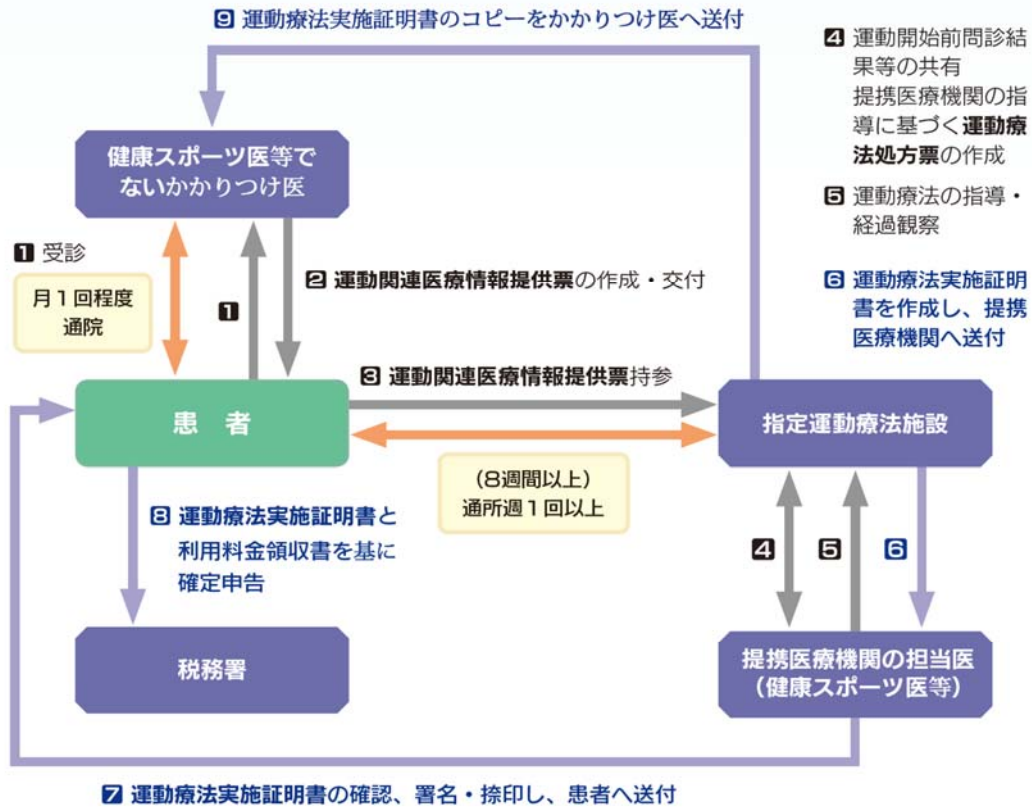 9 運動療法実施証明書のコピーをかかりつけ医へ送付
4 運動開始前問診結
果等の共有
提携医療機関の指
導に基づく運動療
法処方票の作成
5 運動療法の指導・
経過観察
6 運動療法実施証明
書を作成し、提携
医療機関へ送付
健康スポーツ医等で
ないかかりつけ医
1 受診
月1回程度
通院
1
2 運動関連医療情報提供票の作成・交付
3 運動関連医療情報提供票持参
患 者
指定運動療法施設
(8週間以上)
通所週1回以上
8 運動療法実施証明書と
利用料金領収書を基に
確定申告
4
5
6
税務署
提携医療機関の担当医
(健康スポーツ医等)
7 運動療法実施証明書の確認、署名・捺印し、患者へ送付